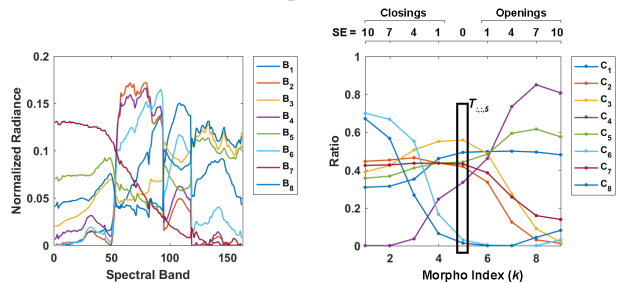 Closings Openings
SE = 10 7 4 1 0 1 4 7 10
0.2
0.15
0.1
0.05
0
0 50 100 150
Spectral Band
Normalized Radiance
B1
B2
B3
B4
B5
B6
B7
B8
1
0.8
0.6
0.4
0.2
0
2 4 6 8
Morpho Index (k)
Ratio
T:,:,5
C1
C2
C3
C4
C5
C6
C7
C8